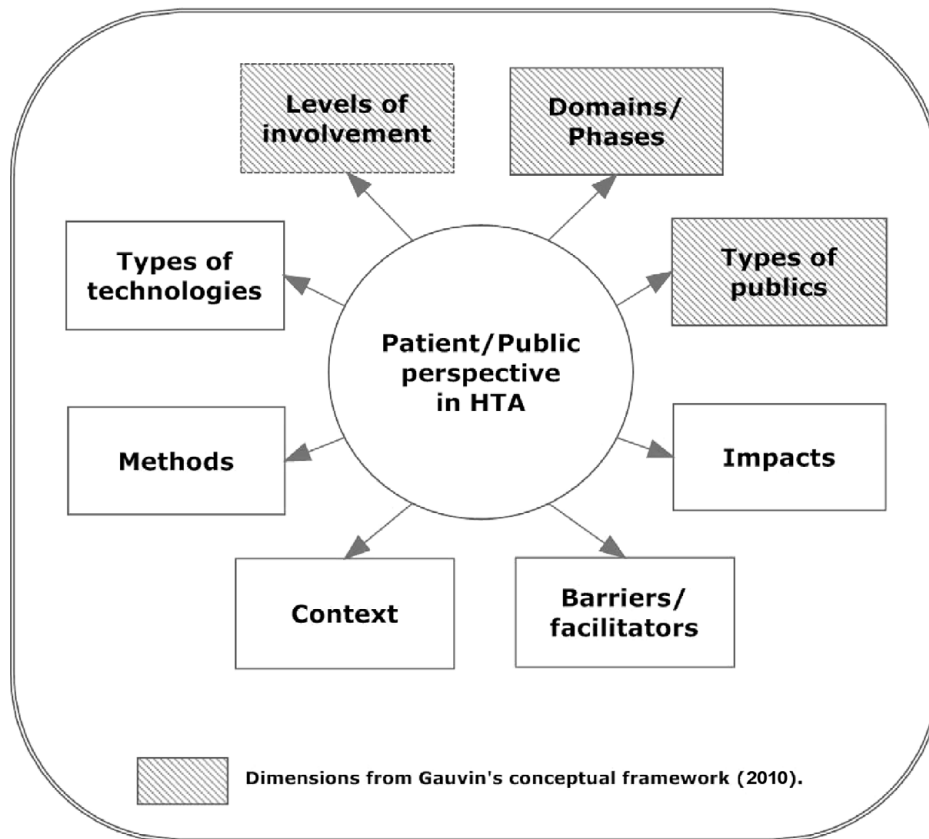 Levels of
involvement
Domains/
Phases
Types of
technologies
Types of
publics
Patient/Public
perspective
in HTA
Methods
Impacts
Context
Barriers/
facilitators
Dimensions from Gauvin's conceptual framework (2010).